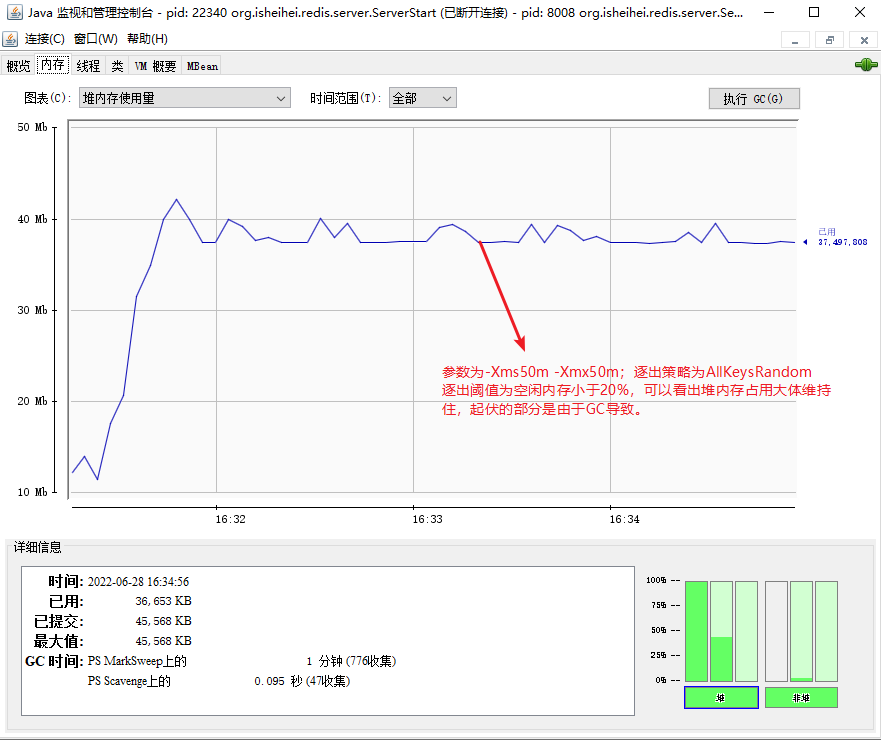 Java 监视和管理控制台 - pid: 22340 org.isheihei.redis.server.ServerStart (已断开连接) - pid: 8008 org.isheihei.redis.server.Se...
连接(C) 窗口(W) 帮助(H)
概览 内存 线程 类 VM 概要 MBean
图表(C): 堆内存使用量 时间范围(T): 全部 执行 GC(G)
50 Mb
40 Mb
已用
37,497,808
30 Mb
参数为-Xms50m -Xmx50m；逐出策略为AllKeysRandom
逐出阈值为空闲内存小于20%，可以看出堆内存占用大体维持
住，起伏的部分是由于GC导致。
20 Mb
10 Mb
16:32 16:33 16:34
详细信息
时间: 2022-06-28 16:34:56
已用: 36,653 KB
已提交: 45,568 KB
最大值: 45,568 KB
GC 时间: PS MarkSweep上的 1 分钟 (776收集)
PS Scavenge上的 0.095 秒 (47收集)
100% --
75% --
50% --
25% --
0% --
堆 非堆